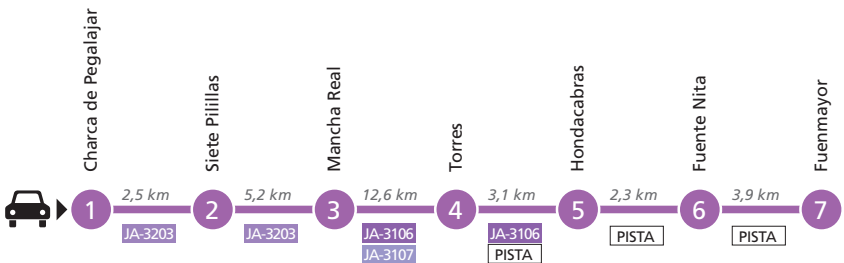 Charca de Pegalajar
Siete Pilillas
Mancha Real
Torres
Hondacabras
Fuente Nita
Fuenmayor
1
2,5 km
2
5,2 km
3
12,6 km
4
3,1 km
5
2,3 km
6
3,9 km
7
JA-3203
JA-3203
JA-3106
JA-3107
JA-3106
PISTA
PISTA
PISTA